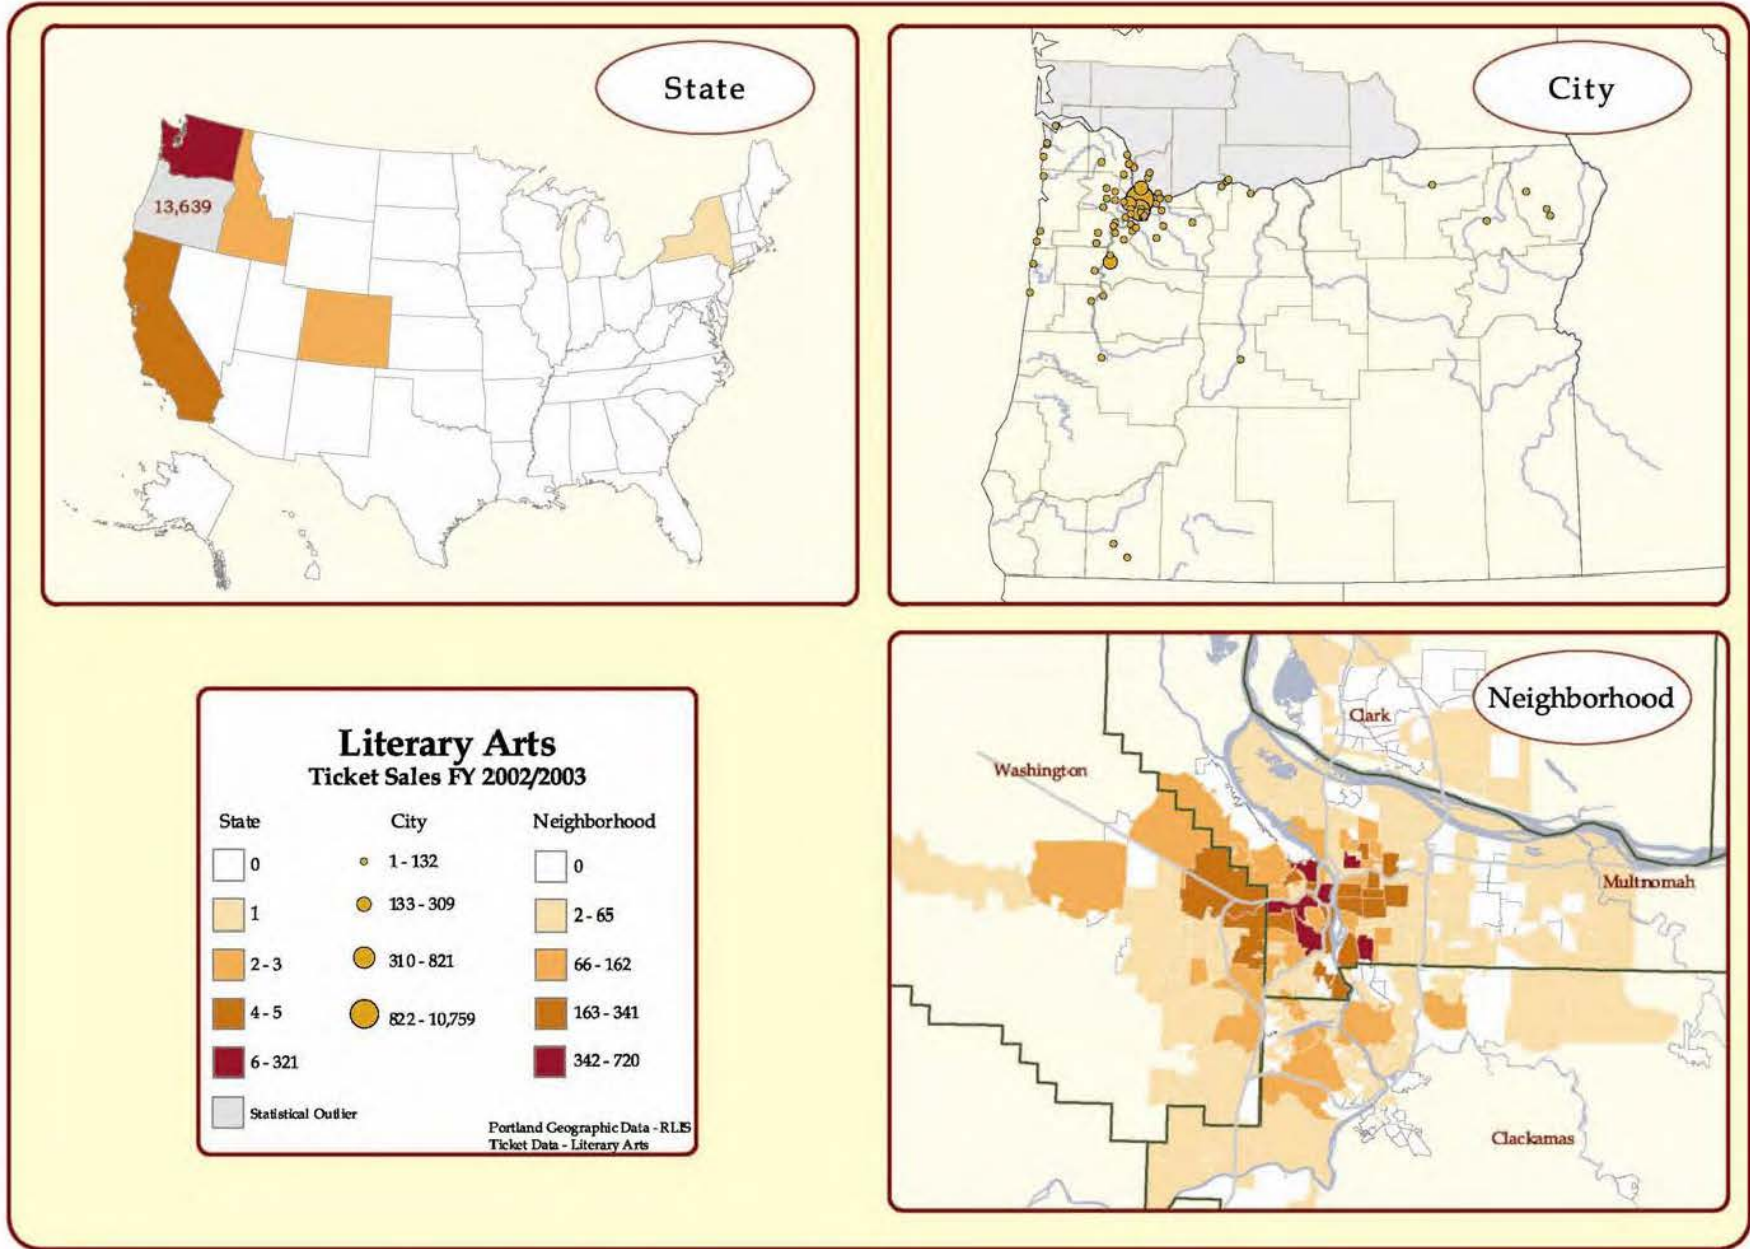 State
13,639
City
Neighborhood
Clark
Washington
Multnomah
Clackamas
Literary Arts
Ticket Sales FY 2002/2003
State
0
1
2 - 3
4 - 5
6 - 321
Statistical Outlier
City
1 - 132
133 - 309
310 - 821
822 - 10,759
Neighborhood
0
2 - 65
66 - 162
163 - 341
342 - 720
Portland Geographic Data - RLIS
Ticket Data - Literary Arts